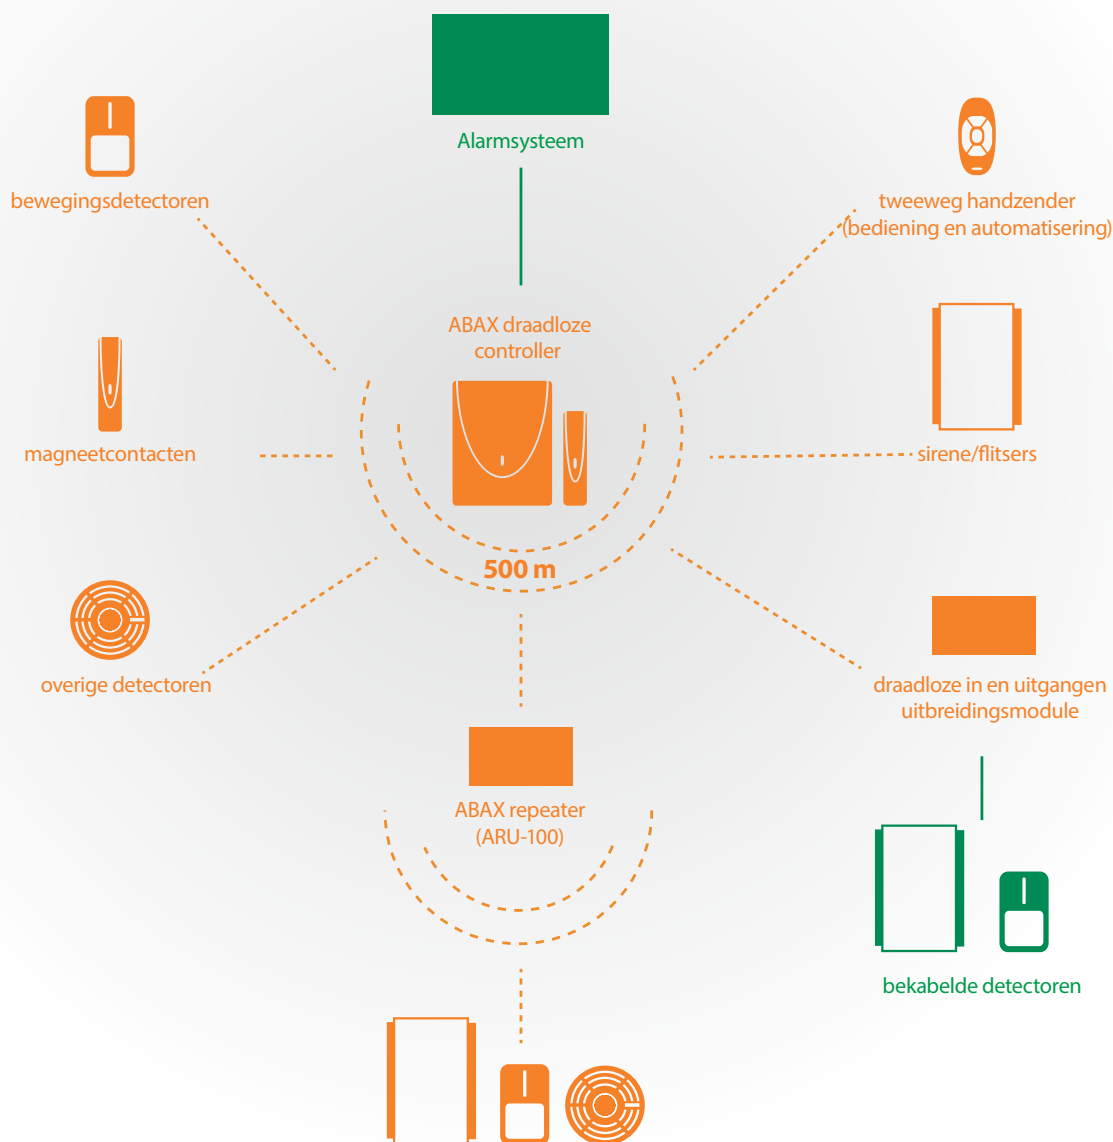 Alarmsysteem
bewegingsdetectoren
tweeweg handzender
(bediening en automatisering)
ABAX draadloze
controller
magneetcontacten
sirene/flitsers
500 m
overige detectoren
draadloze in en uitgangen
uitbreidingsmodule
ABAX repeater
(ARU-100)
bekabelde detectoren